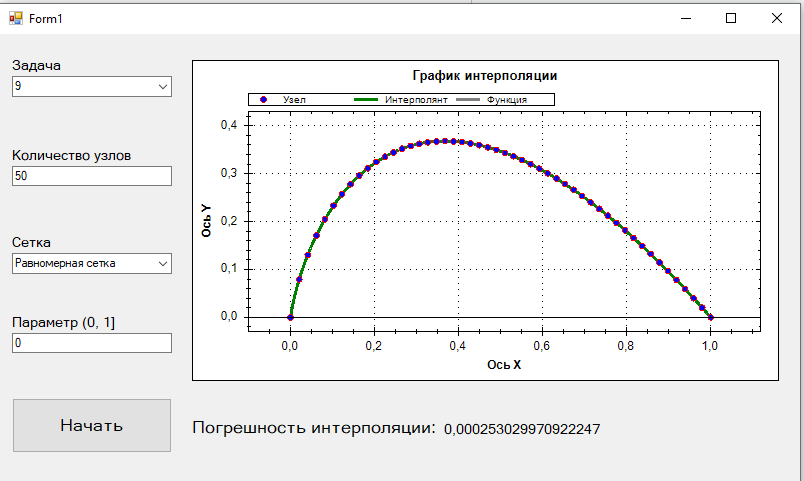 Form1
Задача
9
Количество узлов
50
Сетка
Равномерная сетка
Параметр (0, 1]
0
Начать
График интерполяции
Узел Интерполянт Функция
Ось Y
0,4
0,3
0,2
0,1
0,0
0,0 0,2 0,4 0,6 0,8 1,0
Ось X
Погрешность интерполяции: 0,000253029970922247